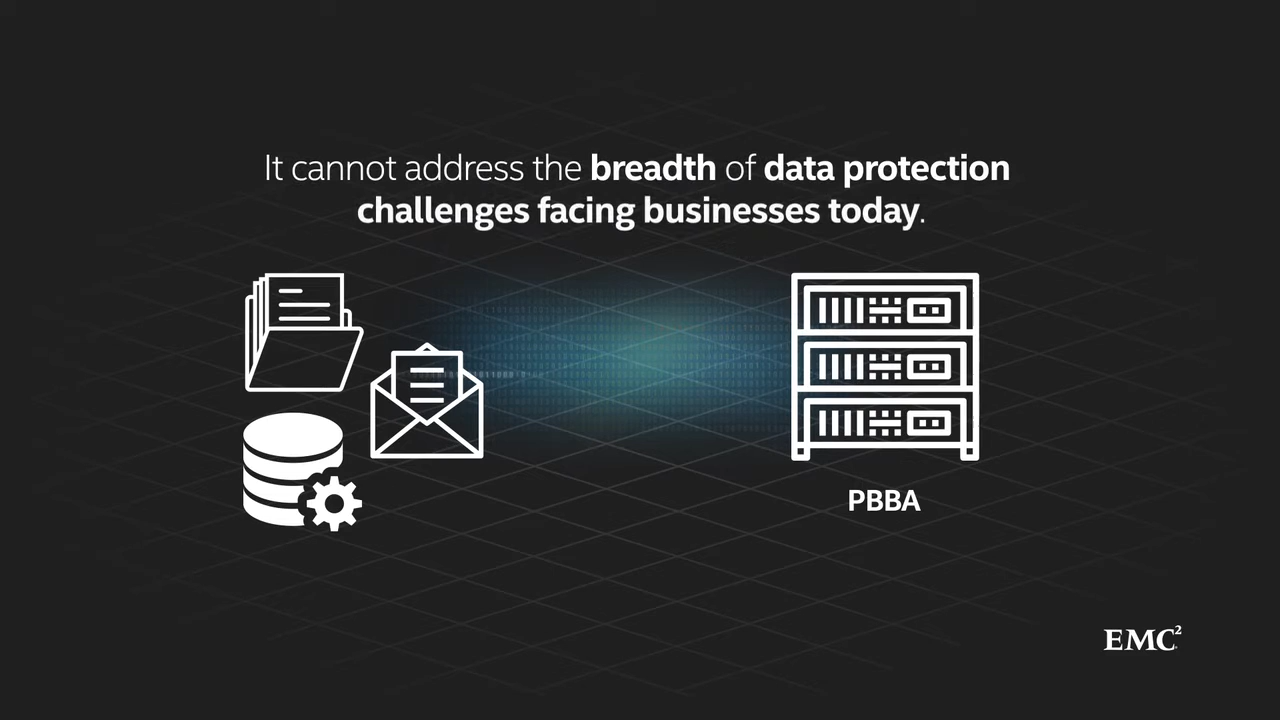 It cannot address the breadth of data protection
challenges facing businesses today.
PBBA
EMC²